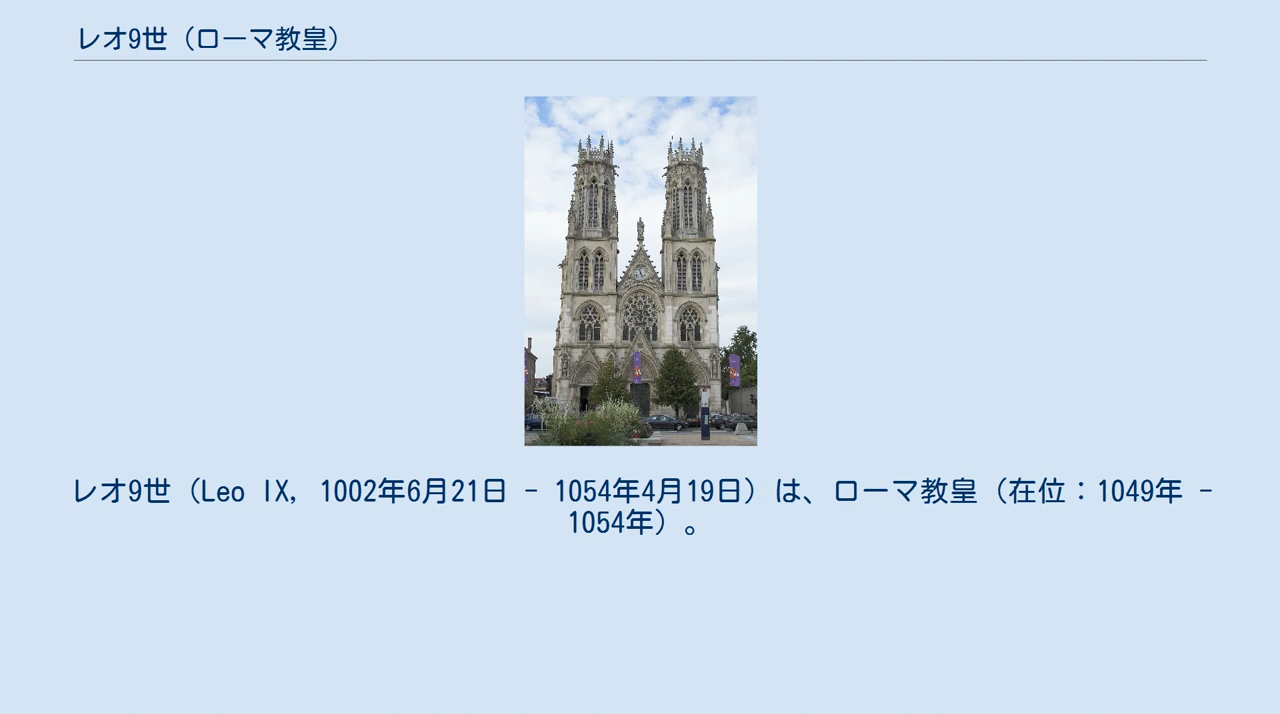 レオ9世（ローマ教皇）
レオ9世（Leo IX, 1002年6月21日 - 1054年4月19日）は、ローマ教皇（在位：1049年 -
1054年）。